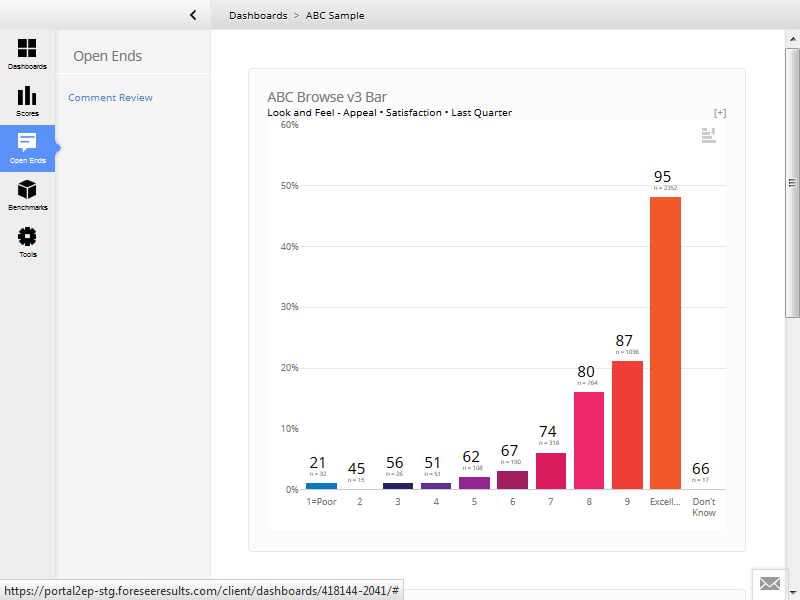 Dashboards > ABC Sample
Dashboards
Scores
Open Ends
Benchmarks
Tools
Open Ends
Comment Review
ABC Browse v3 Bar
Look and Feel - Appeal • Satisfaction • Last Quarter
[+]
60%
50%
40%
30%
20%
10%
0%
21
n = 32
45
n = 15
56
n = 26
51
n = 51
62
n = 108
67
n = 150
74
n = 316
80
n = 764
87
n = 1036
95
n = 2352
66
n = 17
1=Poor 2 3 4 5 6 7 8 9 Excell... Don't
Know
https://portal2ep-stg.foreseeresults.com/client/dashboards/418144-2041/#